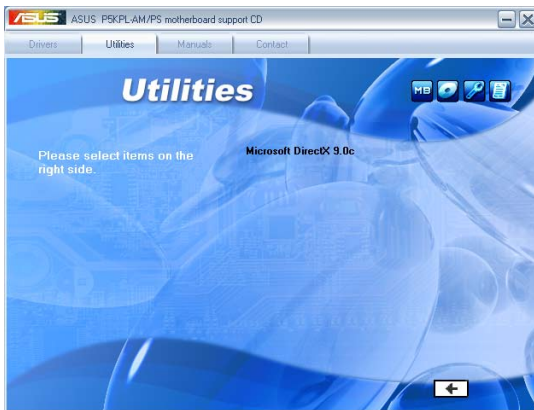 ASUS ASUS P5KPL-AM/PS motherboard support CD
Drivers Utilities Manuals Contact
Utilities
MB
Please select items on the
right side.
Microsoft DirectX 9.0c